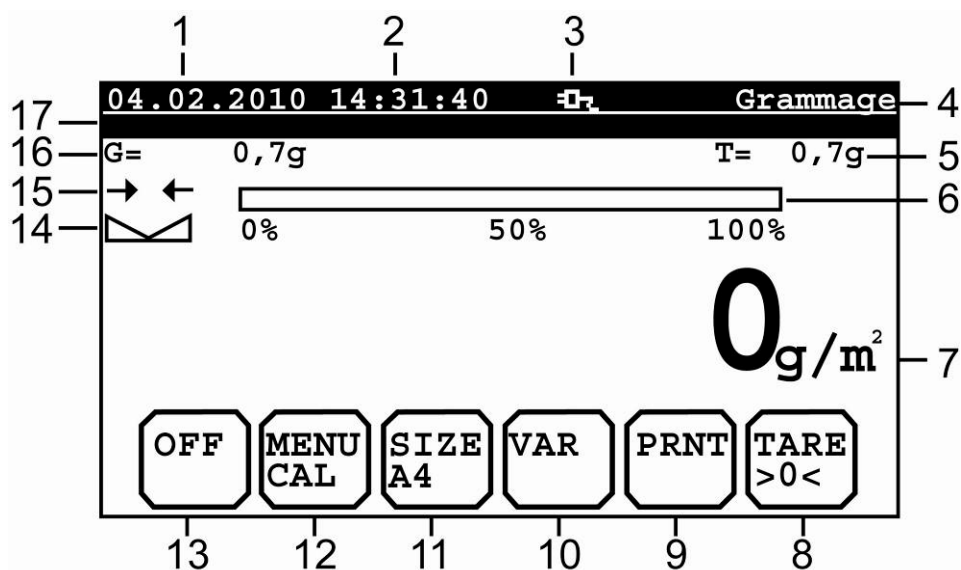 1 2 3
04.02.2010 14:31:40 Grammage 4
17
16 G= 0,7g T= 0,7g 5
15 6
14 0% 50% 100%
0g/m² 7
OFF MENU SIZE VAR PRNT TARE
CAL A4 >0<
13 12 11 10 9 8